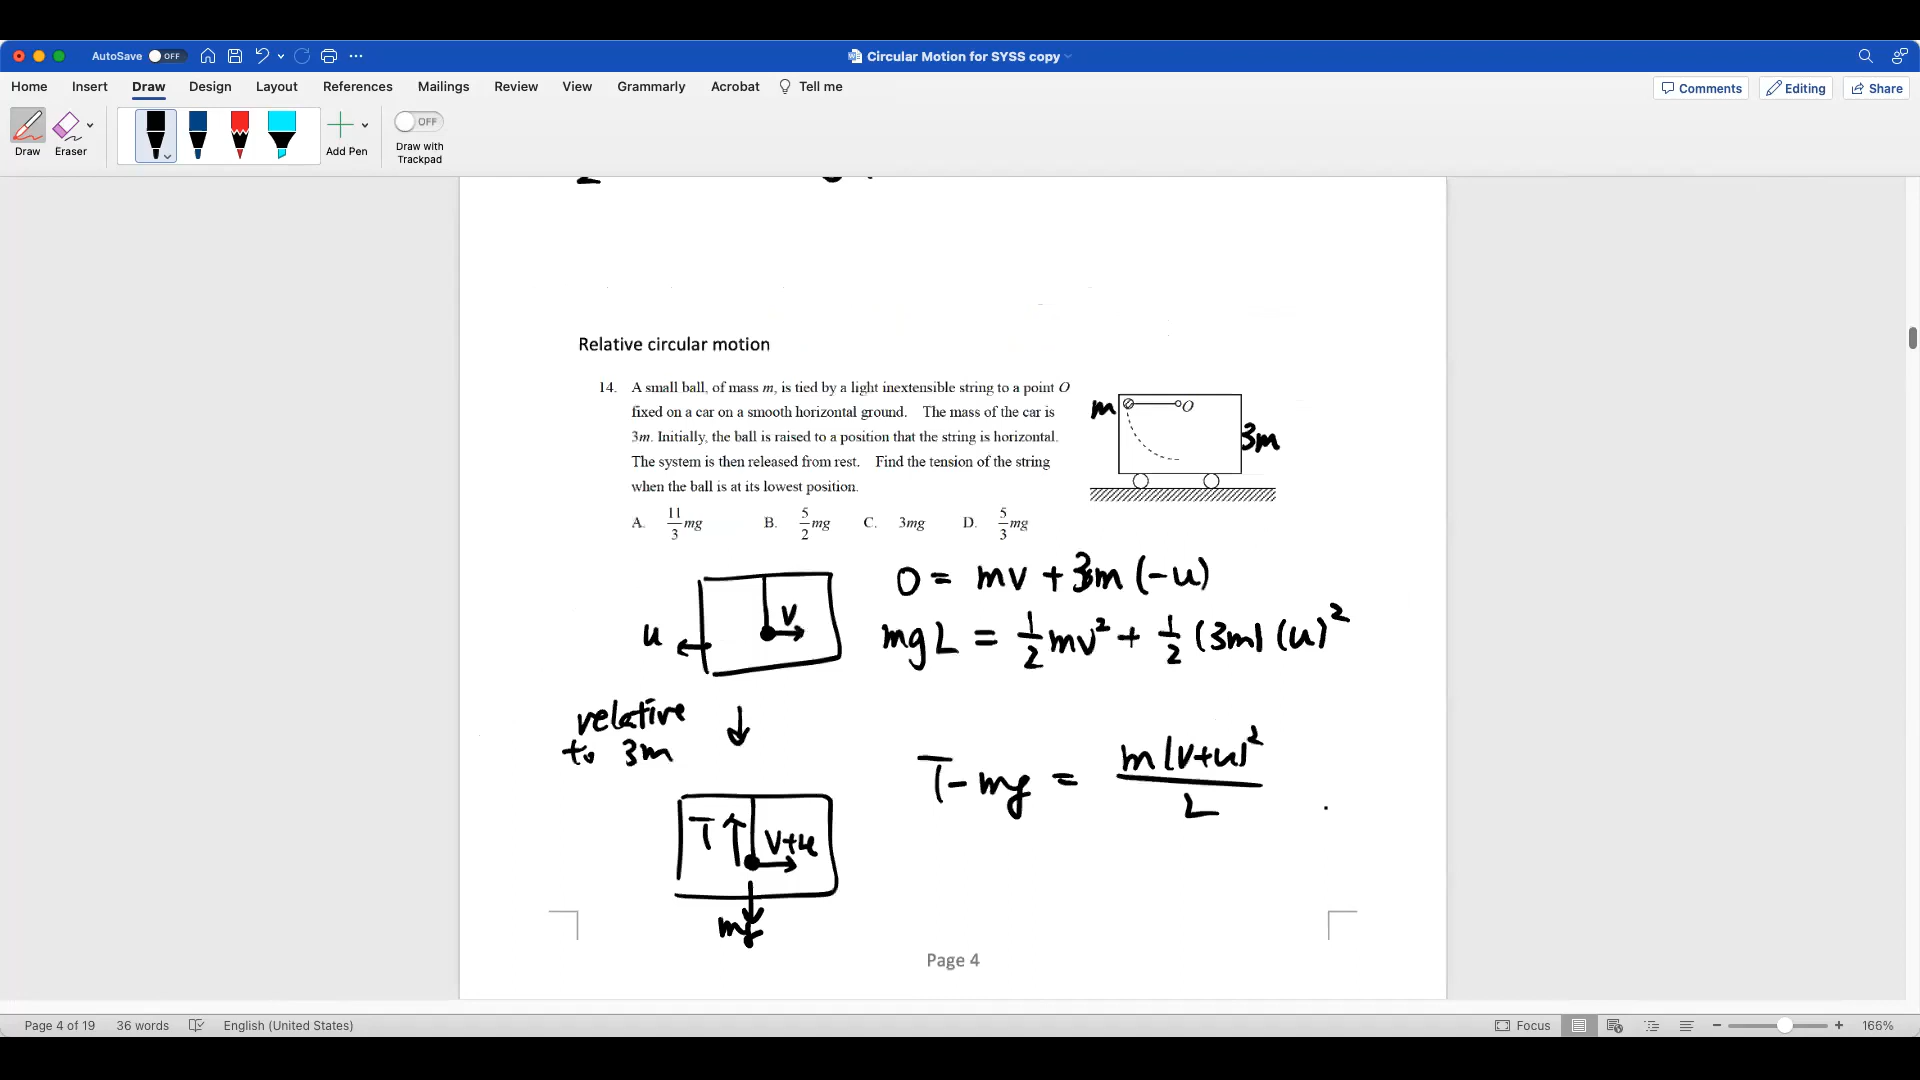 AutoSave OFF
Circular Motion for SYSS copy
Home Insert Draw Design Layout References Mailings Review View Grammarly Acrobat Tell me
Comments Editing Share
OFF
Draw Eraser Add Pen Draw with
Trackpad
Relative circular motion
14. A small ball, of mass m, is tied by a light inextensible string to a point O
fixed on a car on a smooth horizontal ground. The mass of the car is
3m. Initially, the ball is raised to a position that the string is horizontal.
The system is then released from rest. Find the tension of the string
when the ball is at its lowest position.
m O
3m
A. 11/3 mg B. 5/2 mg C. 3mg D. 5/3 mg
0 = mv + 3m (-u)
u v
mgL = 1/2 mv² + 1/2 (3m) (u)²
relative
to 3m
T - mg = m(v+u)²/L
T v+u
mg
Page 4
Page 4 of 19 36 words English (United States) Focus 166%